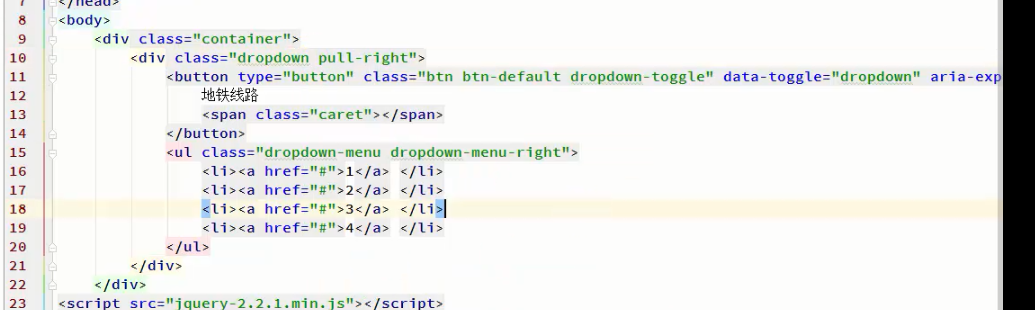 7 </head>
8 <body>
9 <div class="container">
10 <div class="dropdown pull-right">
11 <button type="button" class="btn btn-default dropdown-toggle" data-toggle="dropdown" aria-exp
12 地铁线路
13 <span class="caret"></span>
14 </button>
15 <ul class="dropdown-menu dropdown-menu-right">
16 <li><a href="#">1</a> </li>
17 <li><a href="#">2</a> </li>
18 <li><a href="#">3</a> </li>
19 <li><a href="#">4</a> </li>
20 </ul>
21 </div>
22 </div>
23 <script src="jquery-2.2.1.min.js"></script>